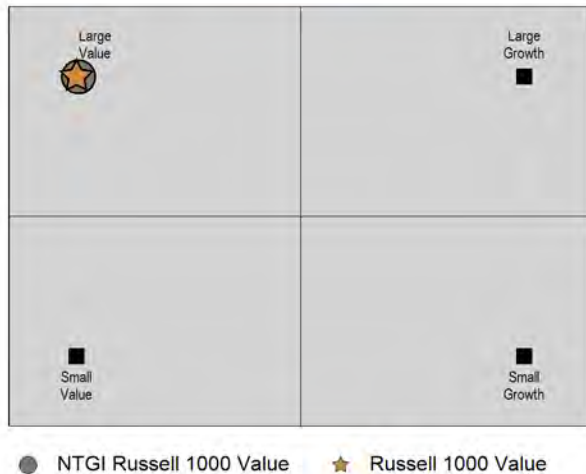 Large
Value
Large
Growth
Small
Value
Small
Growth
NTGI Russell 1000 Value
Russell 1000 Value